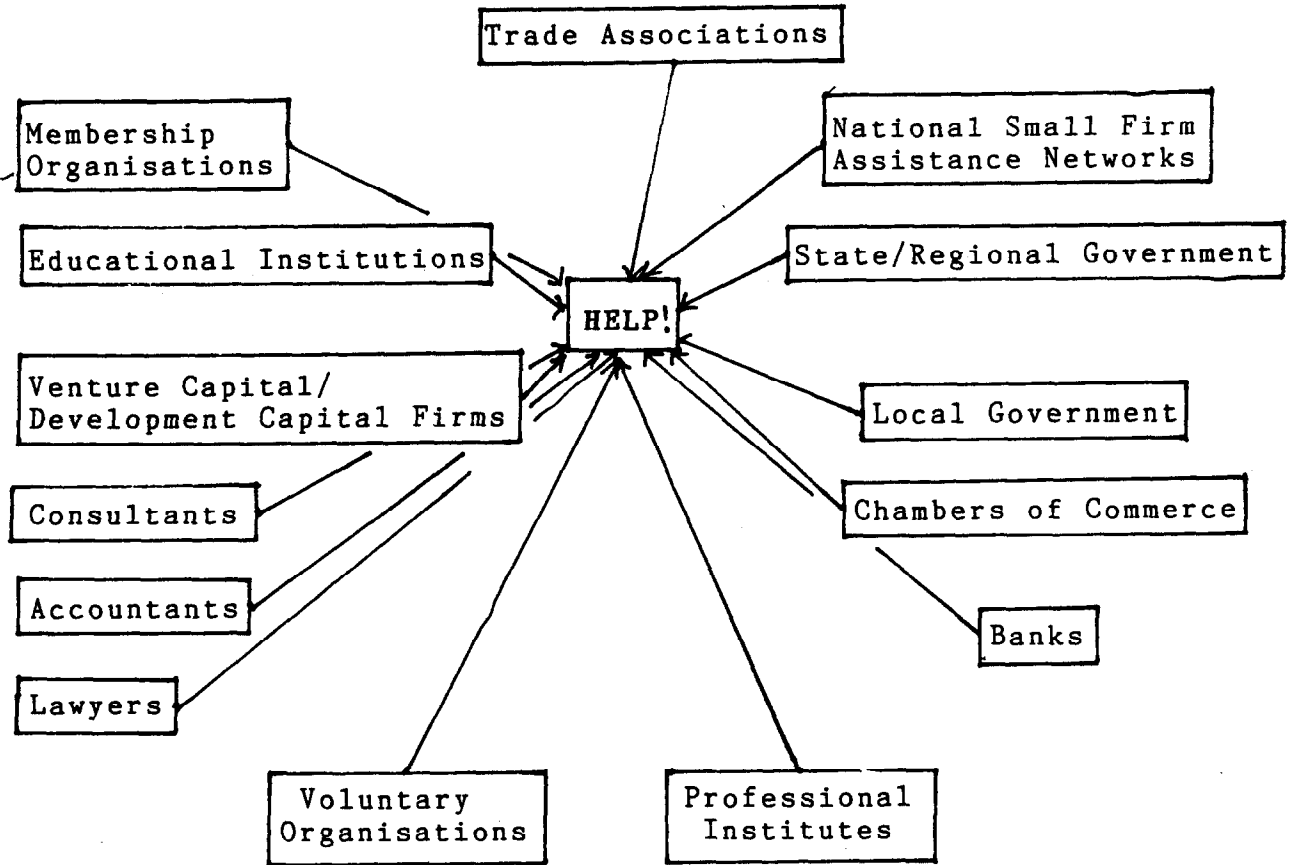 Trade Associations
Membership
Organisations
National Small Firm
Assistance Networks
Educational Institutions
State/Regional Government
HELP!
Venture Capital/
Development Capital Firms
Local Government
Consultants
Chambers of Commerce
Accountants
Banks
Lawyers
Voluntary
Organisations
Professional
Institutes